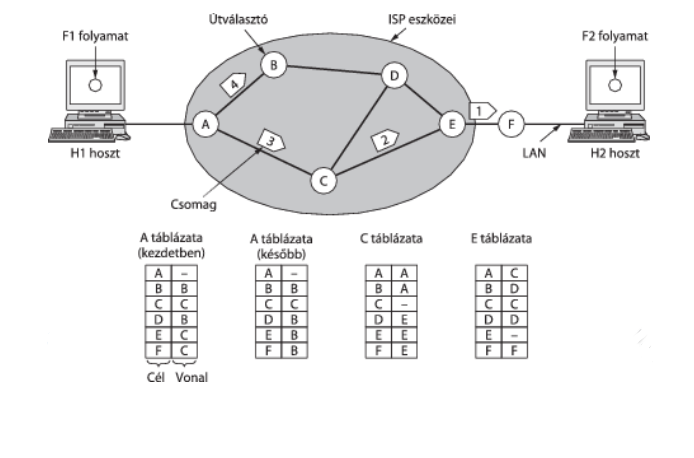 Útválasztó
ISP eszközei
F1 folyamat
F2 folyamat
B
D
4
1
A
E
F
3
2
C
H1 hoszt
LAN
H2 hoszt
Csomag
A táblázata
(kezdetben)
A –
B B
C C
D B
E C
F C
Cél Vonal
A táblázata
(később)
A –
B B
C C
D B
E B
F B
C táblázata
A A
B A
C –
D E
E E
F E
E táblázata
A C
B D
C C
D D
E –
F F